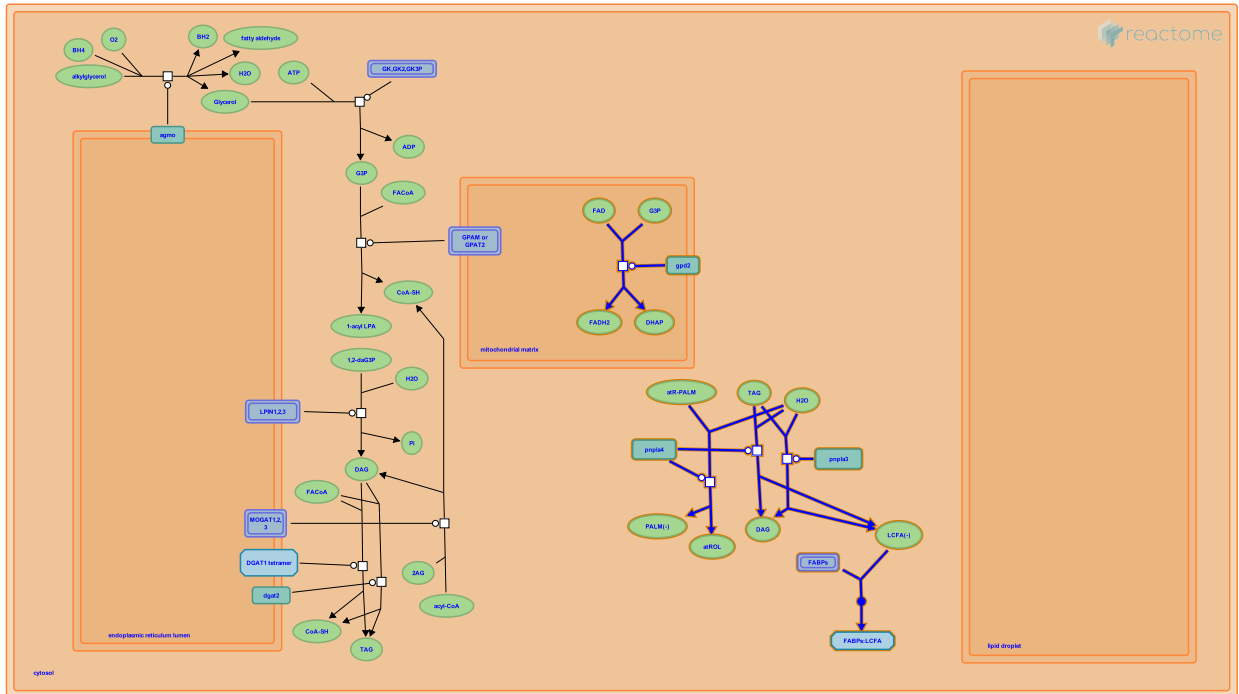 reactome
BH4
O2
BH2
fatty aldehyde
alkylglycerol
H2O
ATP
GK,GK2,GK3P
Glycerol
agmo
ADP
G3P
FACoA
GPAM or
GPAT2
CoA-SH
1-acyl LPA
1,2-daG3P
H2O
LPIN1,2,3
Pi
DAG
FACoA
MOGAT1,2,
3
DGAT1 tetramer
dgat2
2AG
acyl-CoA
CoA-SH
TAG
endoplasmic reticulum lumen
cytosol
FAD
G3P
gpd2
FADH2
DHAP
mitochondrial matrix
atR-PALM
TAG
H2O
pnpla4
pnpla3
PALM(-)
atROL
DAG
LCFA(-)
FABPs
FABPs:LCFA
lipid droplet